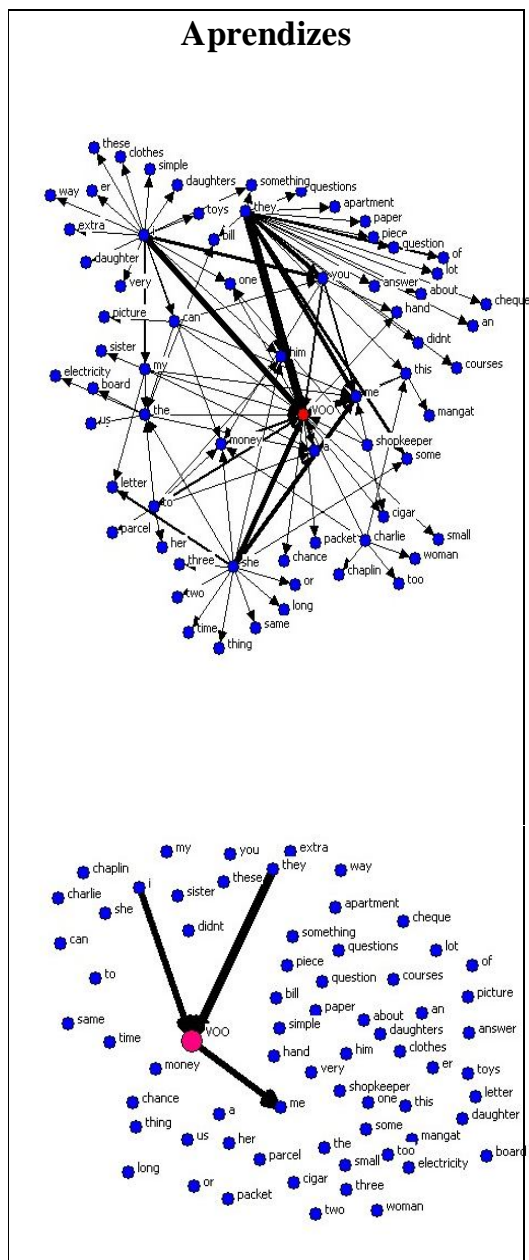 Aprendizes
these
clothes
simple
daughters
something
questions
way
er
toys
they
apartment
extra
paper
bill
piece
question
of
daughter
you
lot
very
one
answer
about
cheque
picture
can
hand
an
didnt
him
sister
my
this
courses
electricity
board
me
the
VOO
mangat
us
money
a
shopkeeper
some
letter
to
cigar
parcel
packet
charlie
small
her
chance
woman
three
she
chaplin
too
or
two
long
time
same
thing
my
you
extra
chaplin
they
way
i
these
charlie
sister
she
apartment
cheque
didnt
something
can
questions
lot
piece
of
to
question
courses
bill
picture
paper
an
same
about
simple
VOO
daughters
answer
time
hand
him
clothes
money
very
er
toys
shopkeeper
letter
chance
me
one
this
a
daughter
thing
some
us
her
mangat
the
too
board
parcel
small
electricity
long
cigar
three
or
packet
two
woman